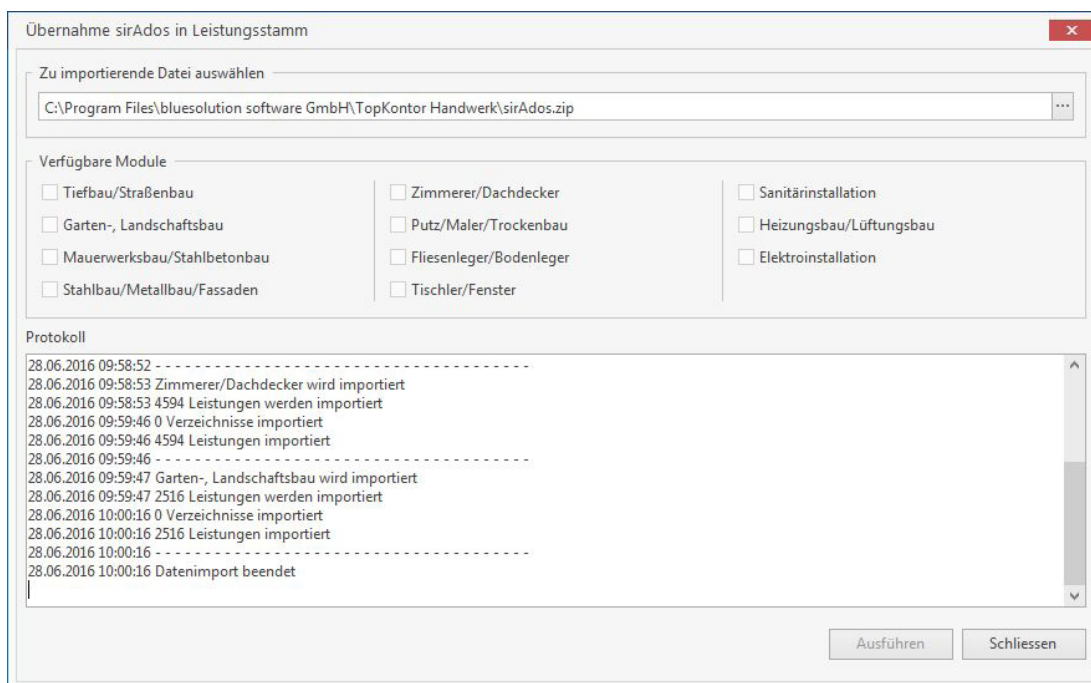 Übernahme sirAdos in Leistungsstamm
Zu importierende Datei auswählen
C:\Program Files\bluesolution software GmbH\TopKontor Handwerk\sirAdos.zip
...
Verfügbare Module
Tiefbau/Straßenbau
Garten-, Landschaftsbau
Mauerwerksbau/Stahlbetonbau
Stahlbau/Metallbau/Fassaden
Zimmerer/Dachdecker
Putz/Maler/Trockenbau
Fliesenleger/Bodenleger
Tischler/Fenster
Sanitärinstallation
Heizungsbau/Lüftungsbau
Elektroinstallation
Protokoll
28.06.2016 09:58:52 - - - - - - - - - - - - - - - - - - - - - - - - - - - - - - - - - - - - - -
28.06.2016 09:58:53 Zimmerer/Dachdecker wird importiert
28.06.2016 09:58:53 4594 Leistungen werden importiert
28.06.2016 09:59:46 0 Verzeichnisse importiert
28.06.2016 09:59:46 4594 Leistungen importiert
28.06.2016 09:59:46 - - - - - - - - - - - - - - - - - - - - - - - - - - - - - - - - - - - - - -
28.06.2016 09:59:47 Garten-, Landschaftsbau wird importiert
28.06.2016 09:59:47 2516 Leistungen werden importiert
28.06.2016 10:00:16 0 Verzeichnisse importiert
28.06.2016 10:00:16 2516 Leistungen importiert
28.06.2016 10:00:16 - - - - - - - - - - - - - - - - - - - - - - - - - - - - - - - - - - - - - -
28.06.2016 10:00:16 Datenimport beendet
Ausführen
Schliessen